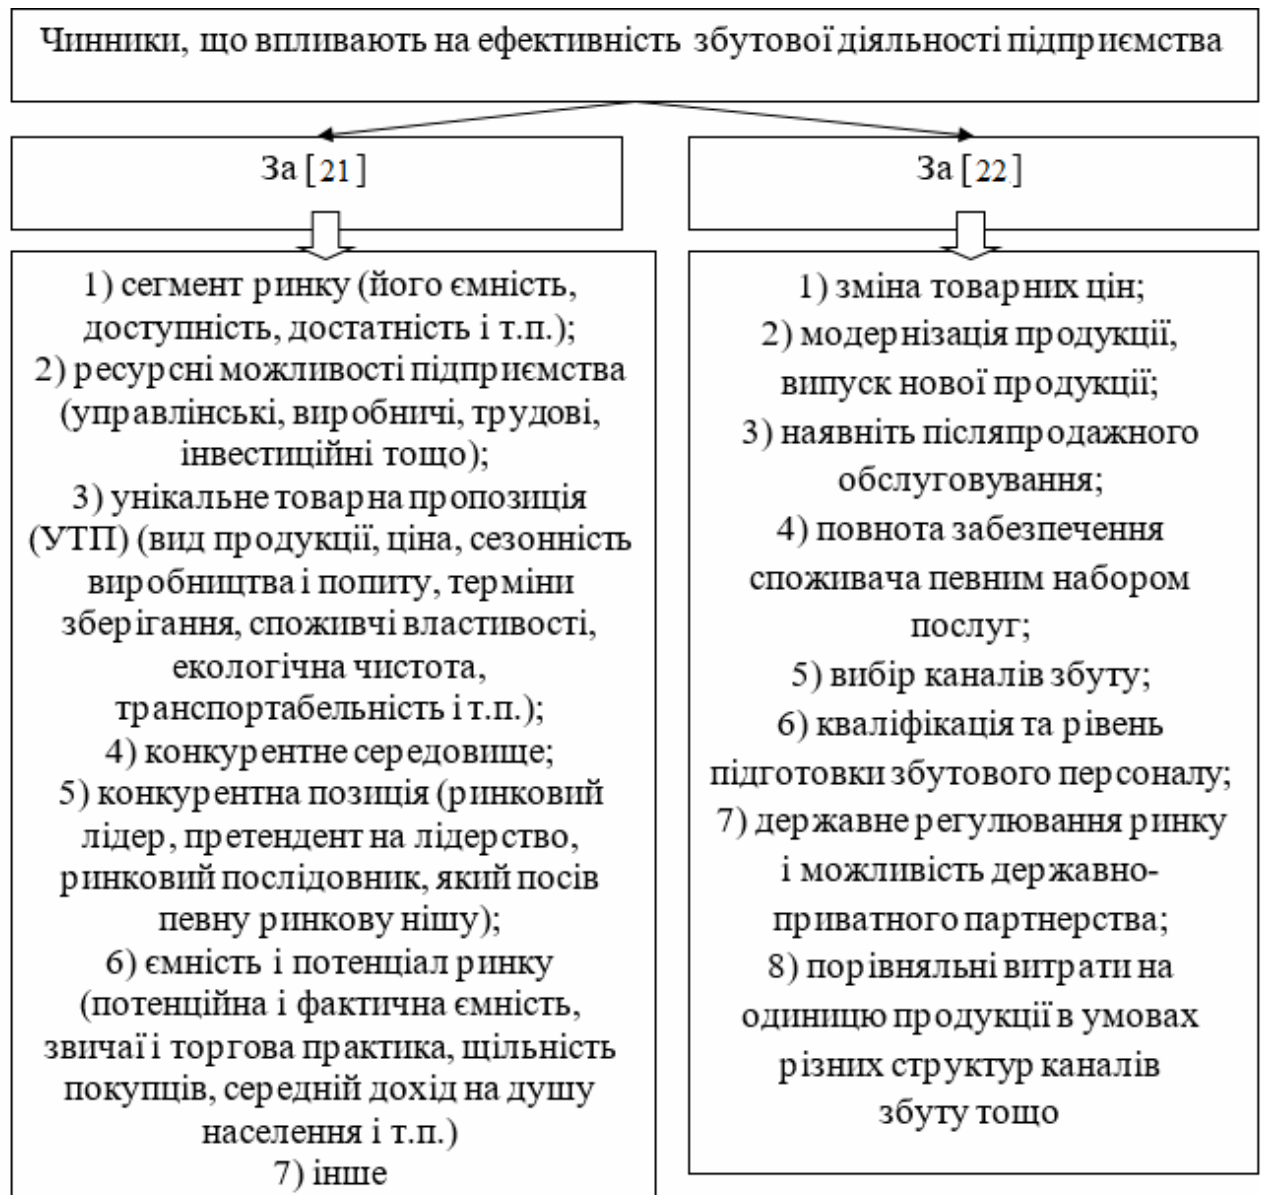 Чинники, що впливають на ефективність збутової діяльності підприємства
За [21]
За [22]
1) сегмент ринку (його ємність,
доступність, достатність і т.п.);
2) ресурсні можливості підприємства
(управлінські, виробничі, трудові,
інвестиційні тощо);
3) унікальне товарна пропозиція
(УТП) (вид продукції, ціна, сезонність
виробництва і попиту, терміни
зберігання, споживчі властивості,
екологічна чистота,
транспортабельність і т.п.);
4) конкурентне середовище;
5) конкурентна позиція (ринковий
лідер, претендент на лідерство,
ринковий послідовник, який посів
певну ринкову нішу);
6) ємність і потенціал ринку
(потенційна і фактична ємність,
звичаї і торгова практика, щільність
покупців, середній дохід на душу
населення і т.п.)
7) інше
1) зміна товарних цін;
2) модернізація продукції,
випуск нової продукції;
3) наявніть післяпродажного
обслуговування;
4) повнота забезпечення
споживача певним набором
послуг;
5) вибір каналів збуту;
6) кваліфікація та рівень
підготовки збутового персоналу;
7) державне регулювання ринку
і можливість державно-
приватного партнерства;
8) порівняльні витрати на
одиницю продукції в умовах
різних структур каналів
збуту тощо